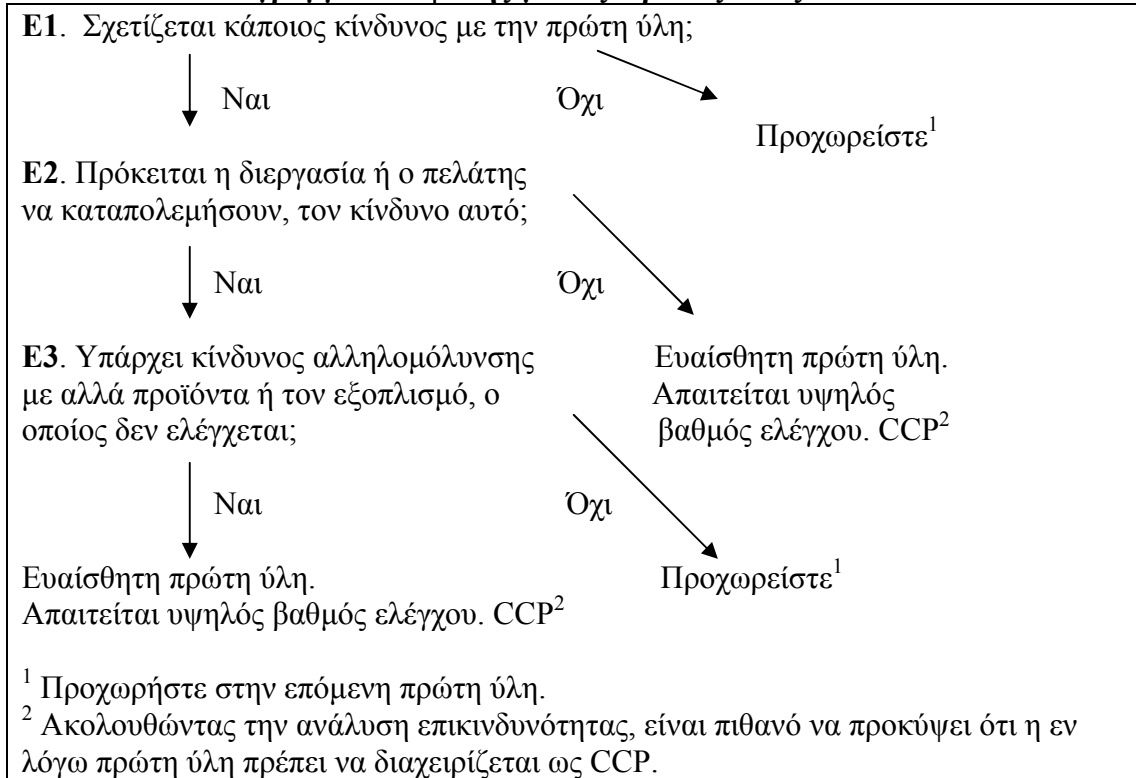 E1. Σχετίζεται κάποιος κίνδυνος με την πρώτη ύλη;
Ναι Όχι
Προχωρείστε¹
E2. Πρόκειται η διεργασία ή ο πελάτης
να καταπολεμήσουν, τον κίνδυνο αυτό;
Ναι Όχι
E3. Υπάρχει κίνδυνος αλληλομόλυνσης Ευαίσθητη πρώτη ύλη.
με αλλά προϊόντα ή τον εξοπλισμό, ο Απαιτείται υψηλός
οποίος δεν ελέγχεται; βαθμός ελέγχου. CCP²
Ναι Όχι
Ευαίσθητη πρώτη ύλη. Προχωρείστε¹
Απαιτείται υψηλός βαθμός ελέγχου. CCP²
¹ Προχωρήστε στην επόμενη πρώτη ύλη.
² Ακολουθώντας την ανάλυση επικινδυνότητας, είναι πιθανό να προκύψει ότι η εν
λόγω πρώτη ύλη πρέπει να διαχειρίζεται ως CCP.